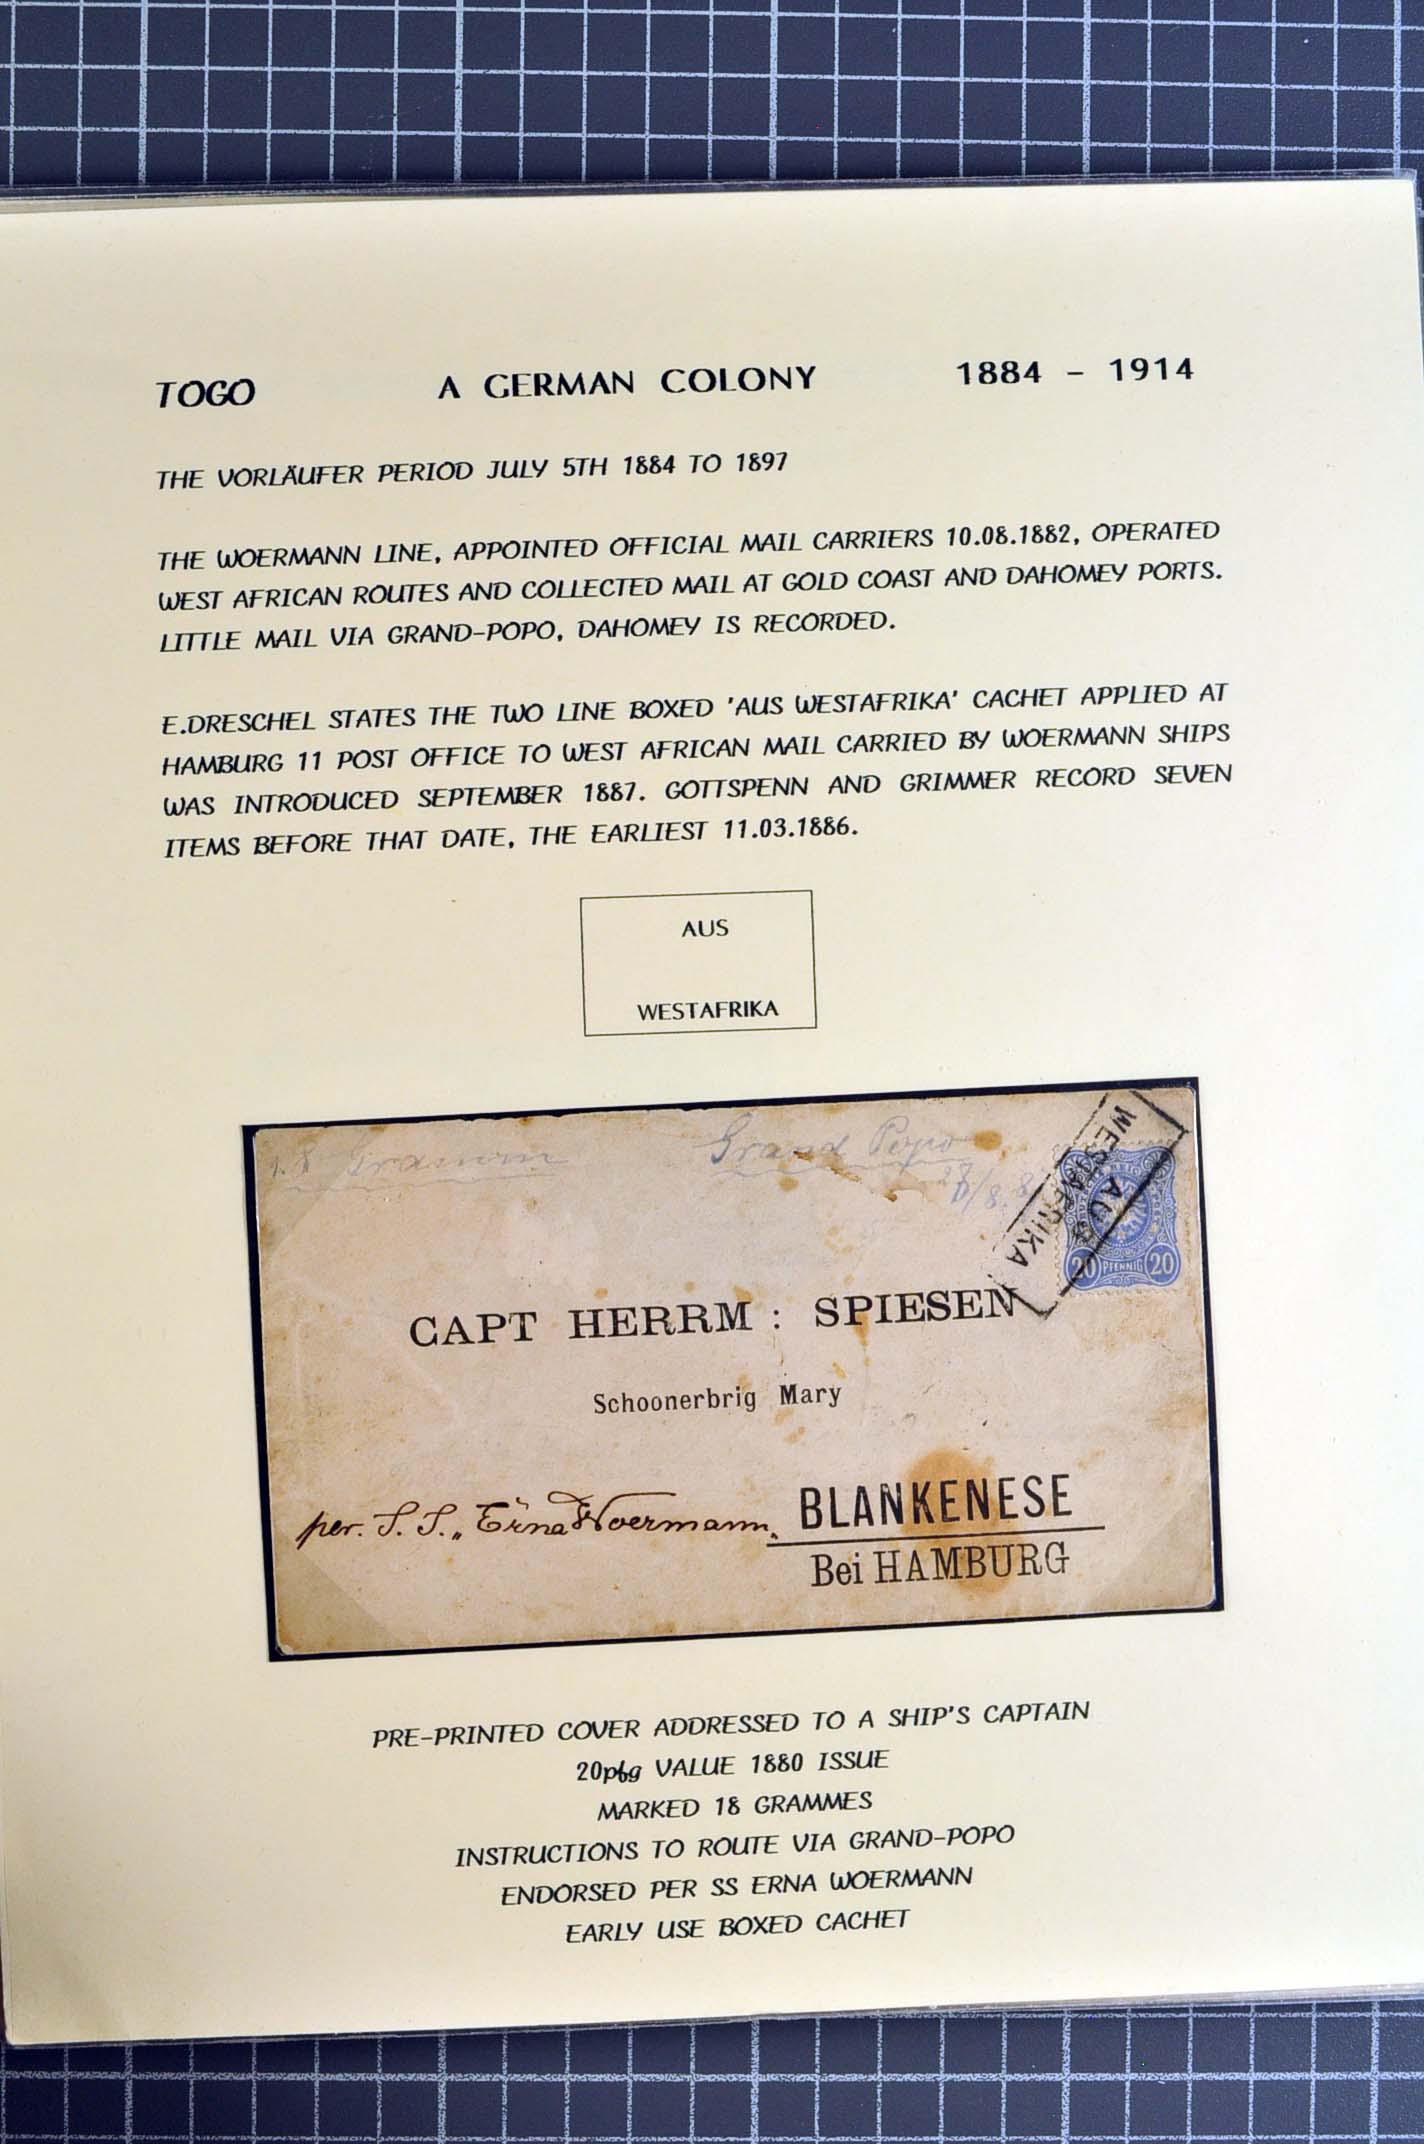 TOGO A GERMAN COLONY 1884 - 1914
THE VORLÄUFER PERIOD JULY 5TH 1884 TO 1897
THE WOERMANN LINE, APPOINTED OFFICIAL MAIL CARRIERS 10.08.1882, OPERATED
WEST AFRICAN ROUTES AND COLLECTED MAIL AT GOLD COAST AND DAHOMEY PORTS.
LITTLE MAIL VIA GRAND-POPO, DAHOMEY IS RECORDED.
E.DRESCHEL STATES THE TWO LINE BOXED 'AUS WESTAFRIKA' CACHET APPLIED AT
HAMBURG 11 POST OFFICE TO WEST AFRICAN MAIL CARRIED BY WOERMANN SHIPS
WAS INTRODUCED SEPTEMBER 1887. GOTTSPENN AND GRIMMER RECORD SEVEN
ITEMS BEFORE THAT DATE, THE EARLIEST 11.03.1886.
AUS
WESTAFRIKA
18 Gramm Grand Popo
AUS
WESTAFRIKA
20 PFENNIG 20
CAPT HERRM : SPIESEN
Schoonerbrig Mary
per. S. S. „Erna Woermann„
BLANKENESE
Bei HAMBURG
PRE-PRINTED COVER ADDRESSED TO A SHIP'S CAPTAIN
20pfg VALUE 1880 ISSUE
MARKED 18 GRAMMES
INSTRUCTIONS TO ROUTE VIA GRAND-POPO
ENDORSED PER SS ERNA WOERMANN
EARLY USE BOXED CACHET